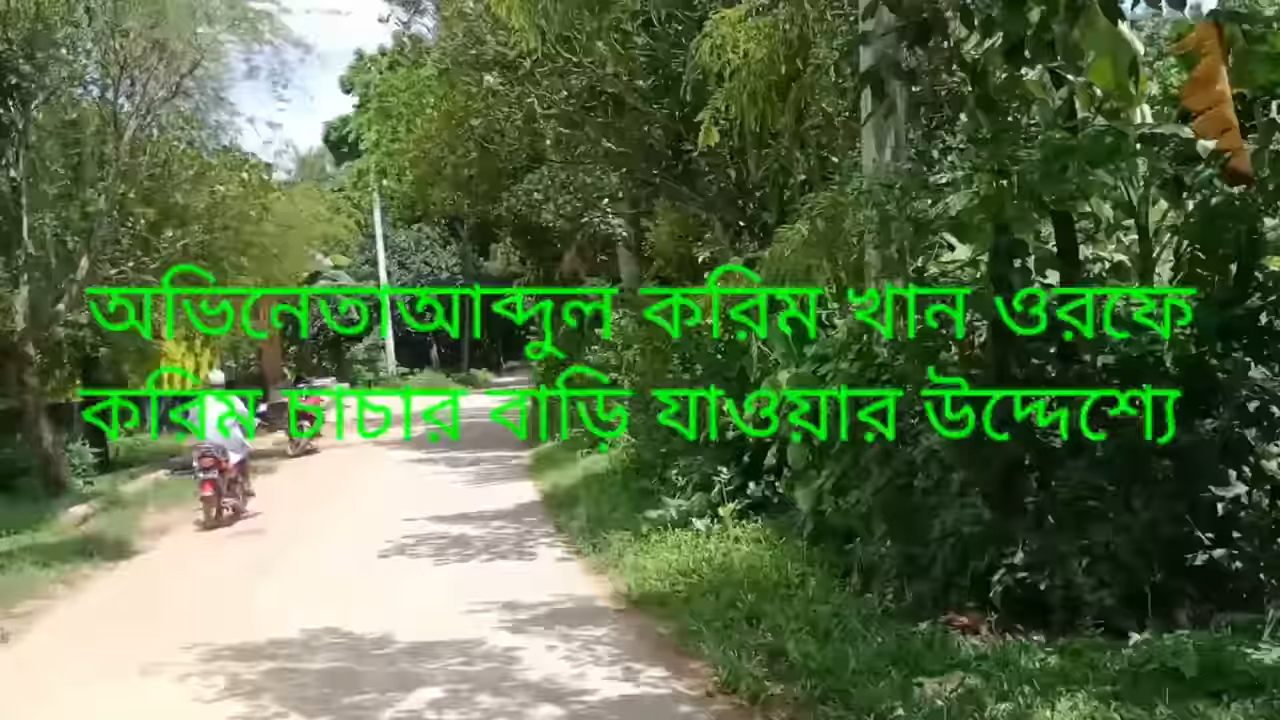 অভিনেতাআব্দুল করিম খান ওরফে
করিম চাচার বাড়ি যাওয়ার উদ্দেশ্যে